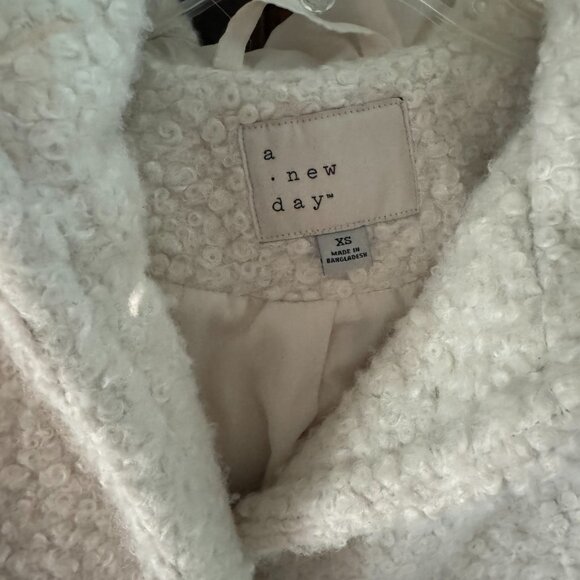 a
. new
day™
XS
MADE IN
BANGLADESH